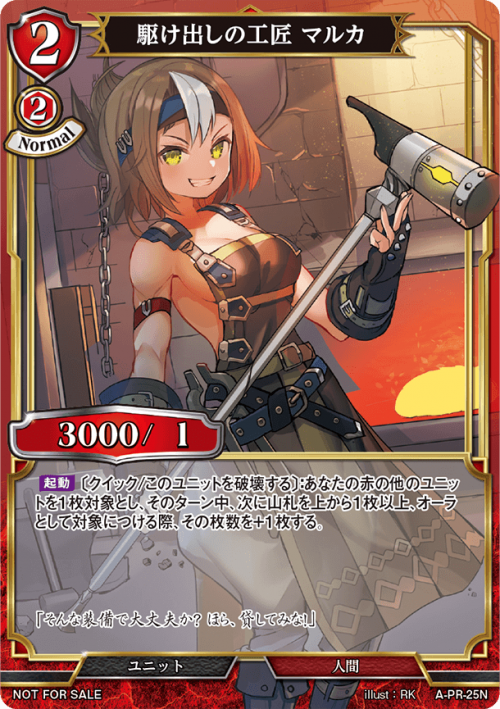 2
駆け出しの工匠 マルカ
2
Normal
3000/ 1
起動 〔クイック/このユニットを破壊する〕:あなたの赤の他のユニッ
トを1枚対象とし、そのターン中、次に山札を上から1枚以上、オーラ
として対象につける際、その枚数を+1枚する。
「そんな装備で大丈夫か? ほら、貸してみな!」
ユニット
人間
NOT FOR SALE
illust : RK
A-PR-25N